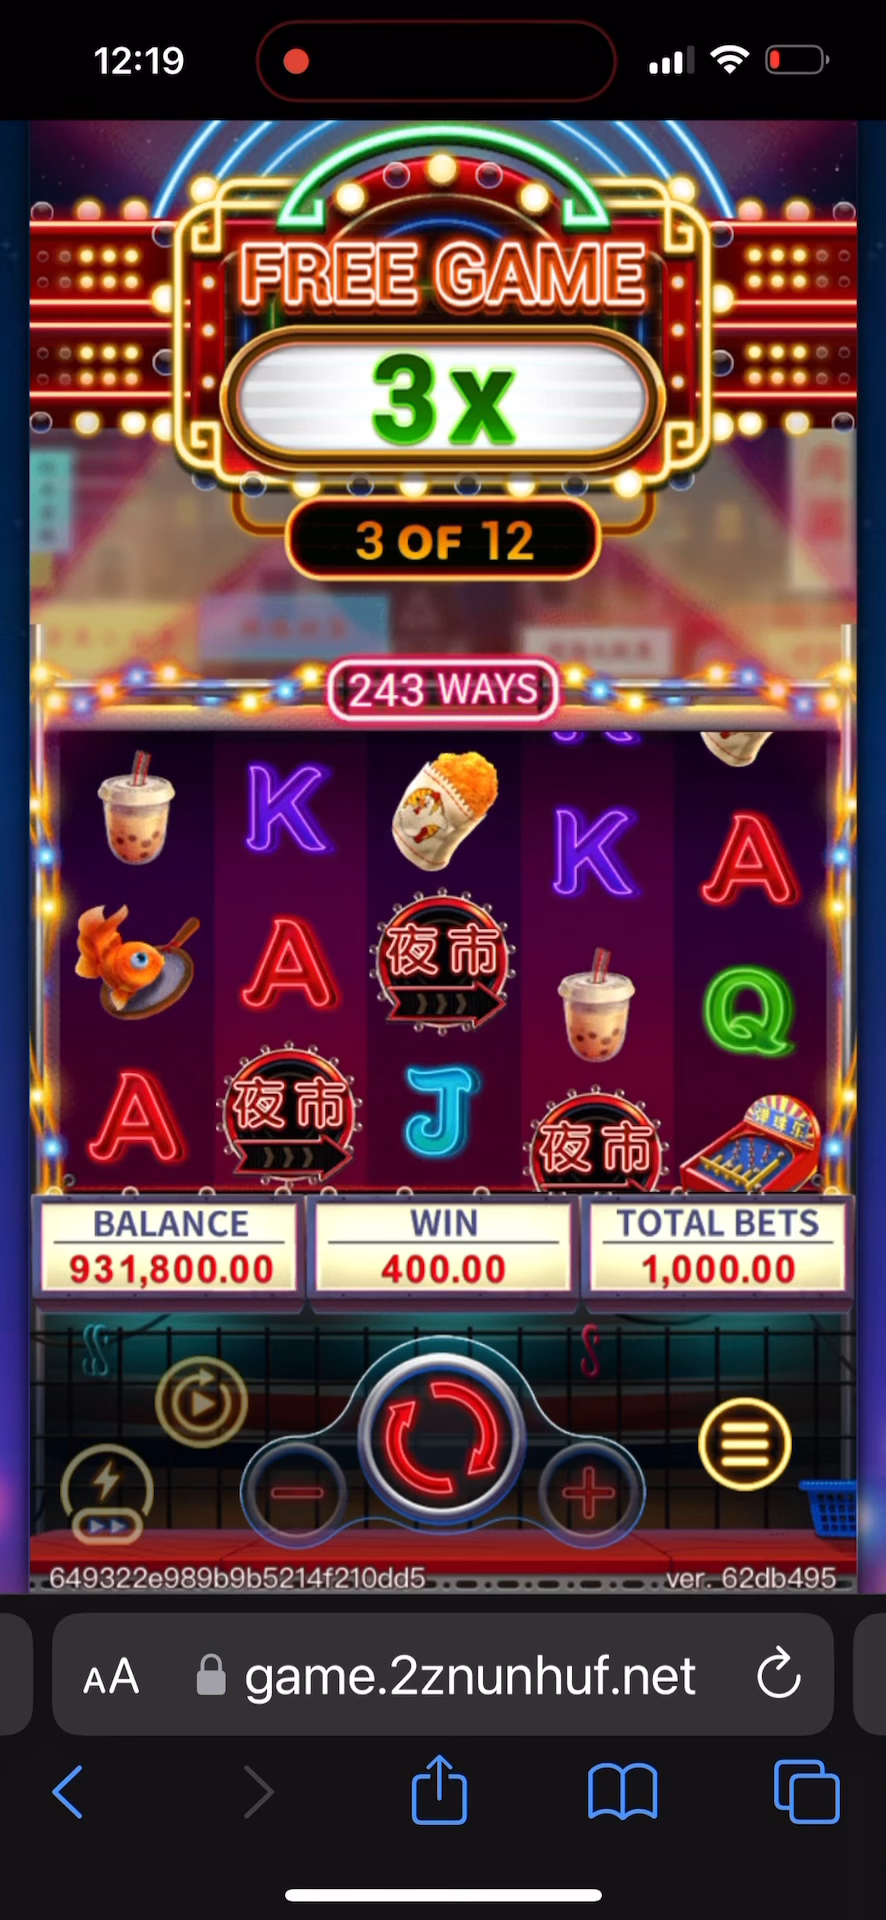 12:19
FREE GAME
3x
3 OF 12
243 WAYS
K
K
A
夜市
A
Q
A
夜市
J
夜市
BALANCE
WIN
TOTAL BETS
931,800.00
400.00
1,000.00
649322e989b9b5214f210dd5
ver. 62db495
AA
game.2znunhuf.net